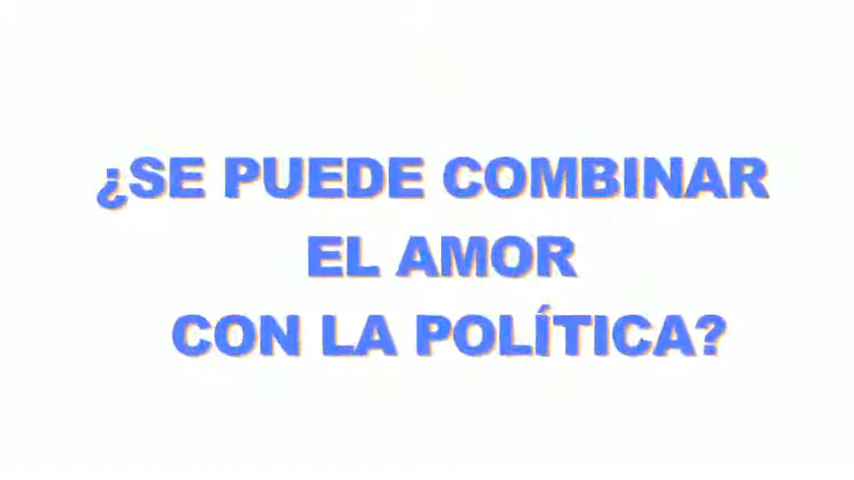 ¿SE PUEDE COMBINAR
EL AMOR
CON LA POLÍTICA?